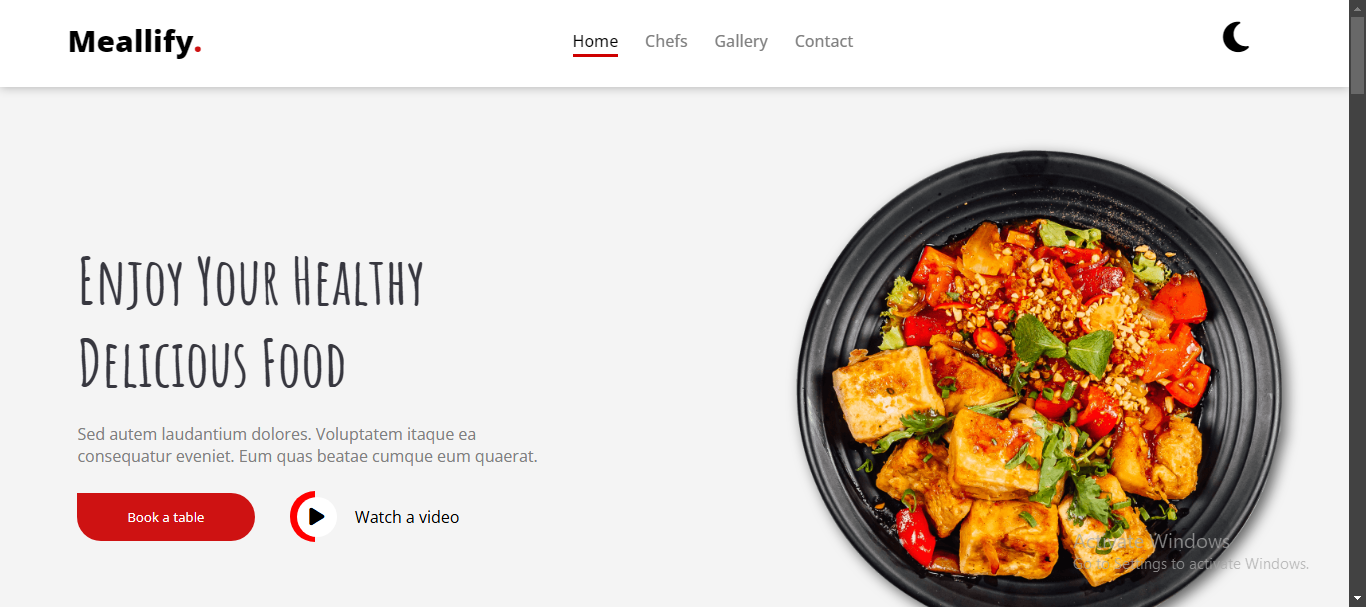 Meallify.
Home Chefs Gallery Contact
Enjoy Your Healthy
Delicious Food
Sed autem laudantium dolores. Voluptatem itaque ea
consequatur eveniet. Eum quas beatae cumque eum quaerat.
Book a table
Watch a video
Activate Windows
Go to Settings to activate Windows.